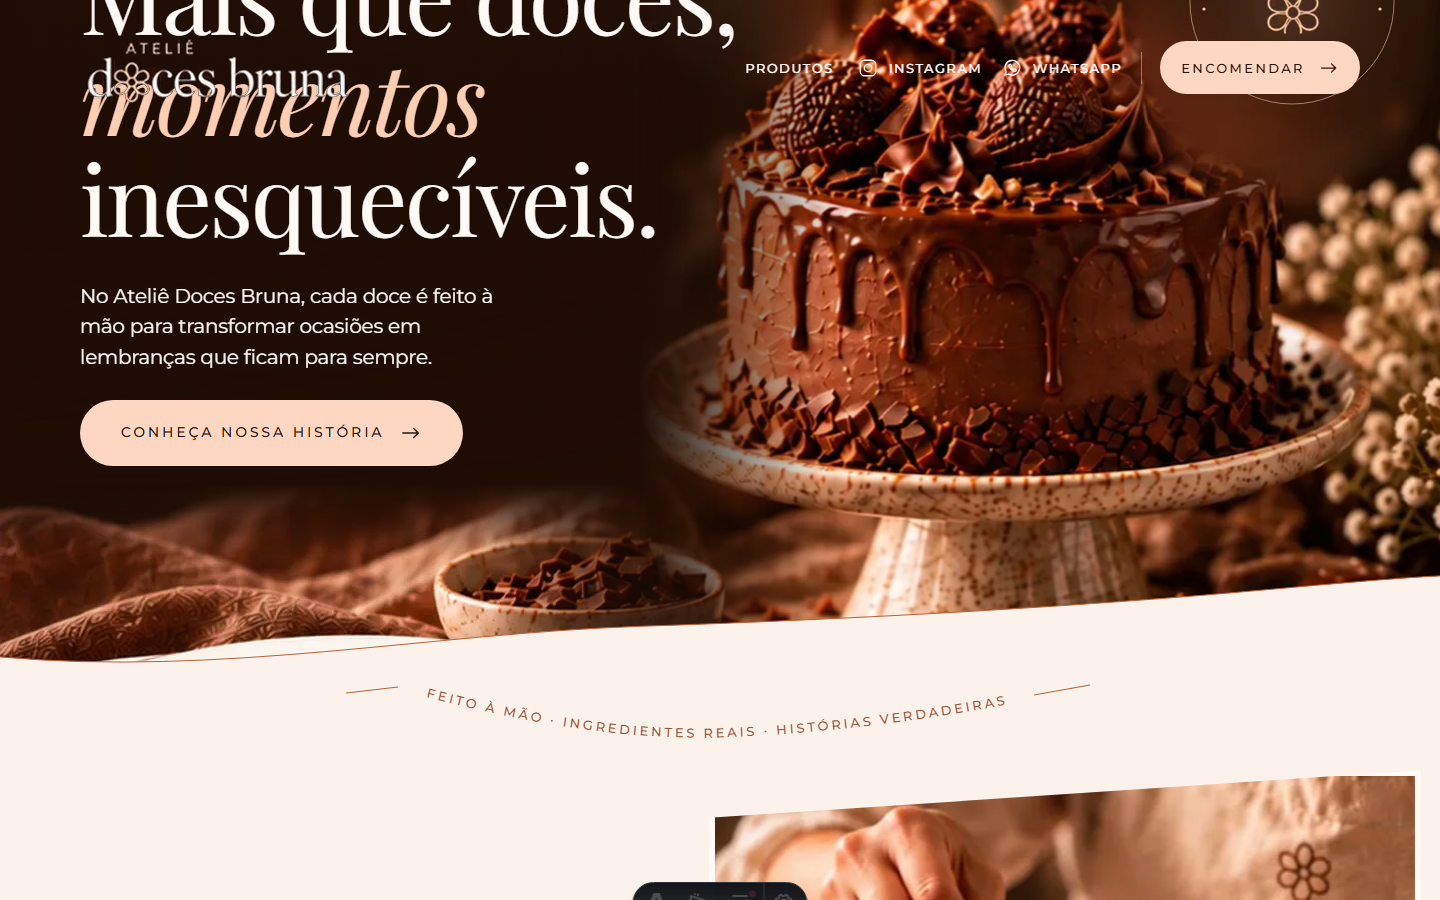 Mais que doces,
ATELIÊ
doces bruna
PRODUTOS
INSTAGRAM
WHATSAPP
ENCOMENDAR
momentos
inesquecíveis.
No Ateliê Doces Bruna, cada doce é feito à
mão para transformar ocasiões em
lembranças que ficam para sempre.
CONHEÇA NOSSA HISTÓRIA
FEITO À MÃO · INGREDIENTES REAIS · HISTÓRIAS VERDADEIRAS